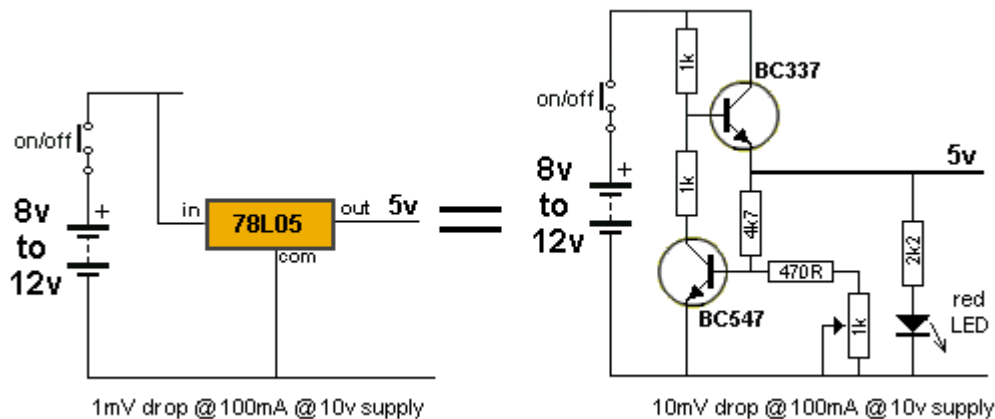 on/off
8v
to
12v
+
in
78L05
out
5v
com
1mV drop @ 100mA @ 10v supply
=
on/off
8v
to
12v
+
1k
BC337
1k
5v
4k7
470R
BC547
1k
2k2
red
LED
10mV drop @ 100mA @ 10v supply